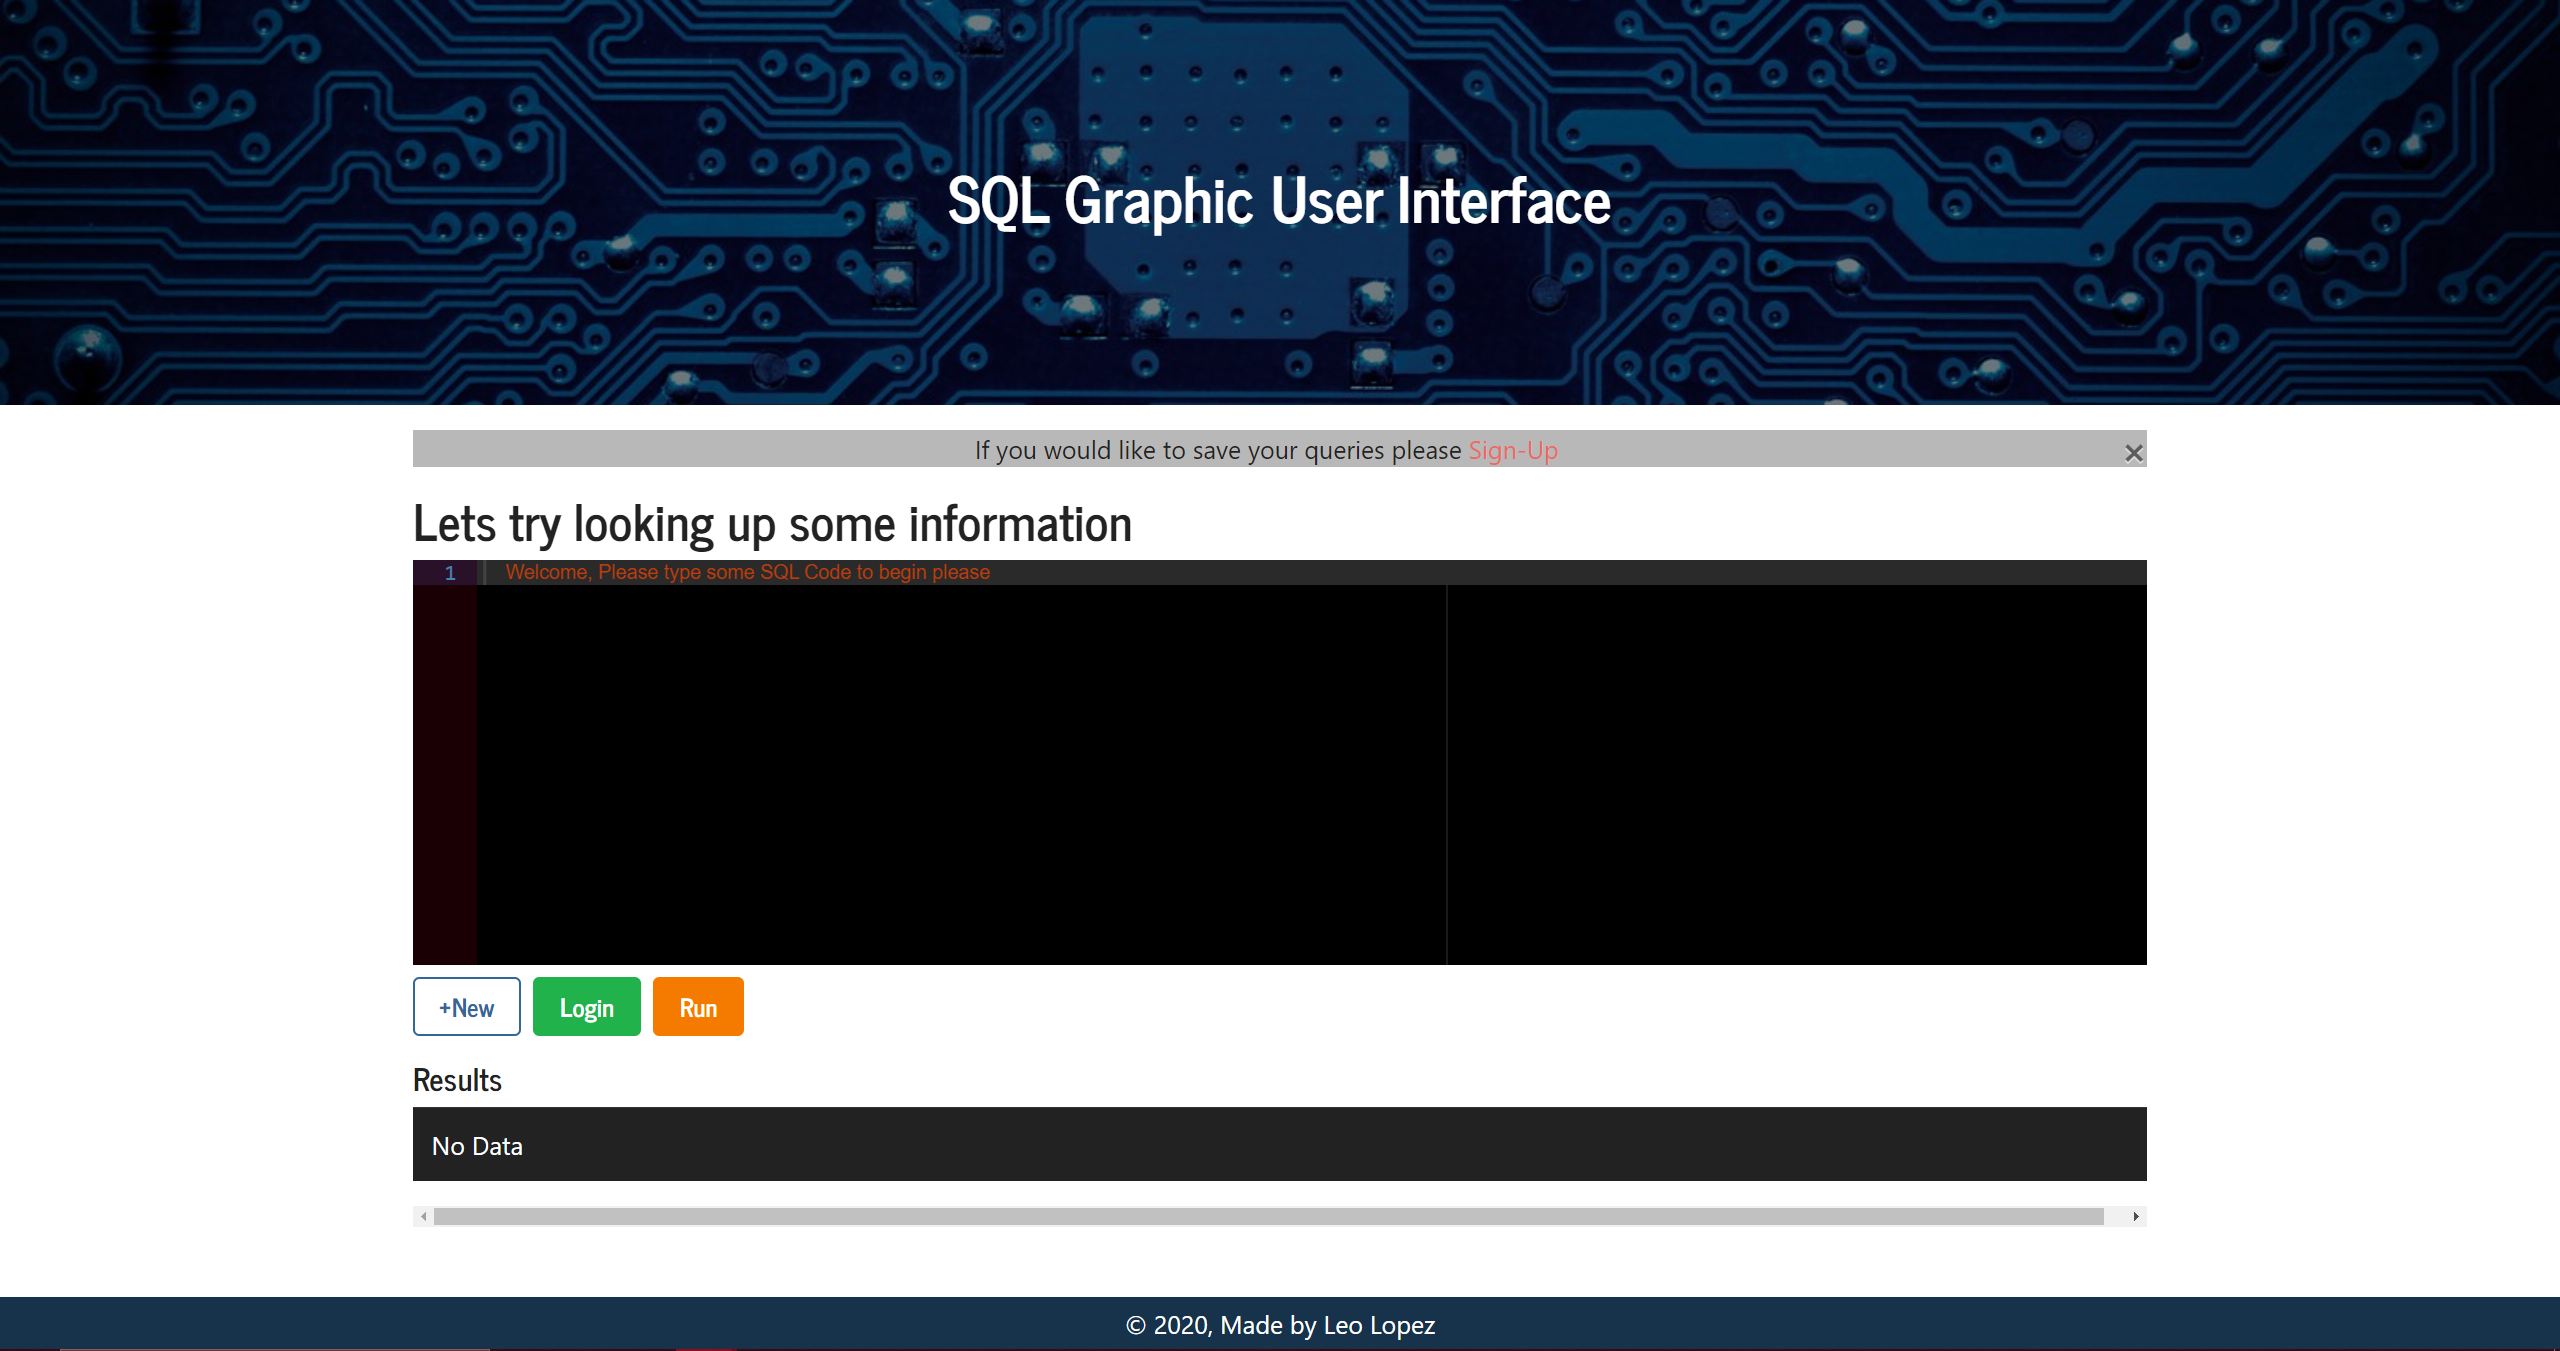 SQL Graphic User Interface
If you would like to save your queries please Sign-Up
Lets try looking up some information
1 Welcome, Please type some SQL Code to begin please
+New Login Run
Results
No Data
© 2020, Made by Leo Lopez